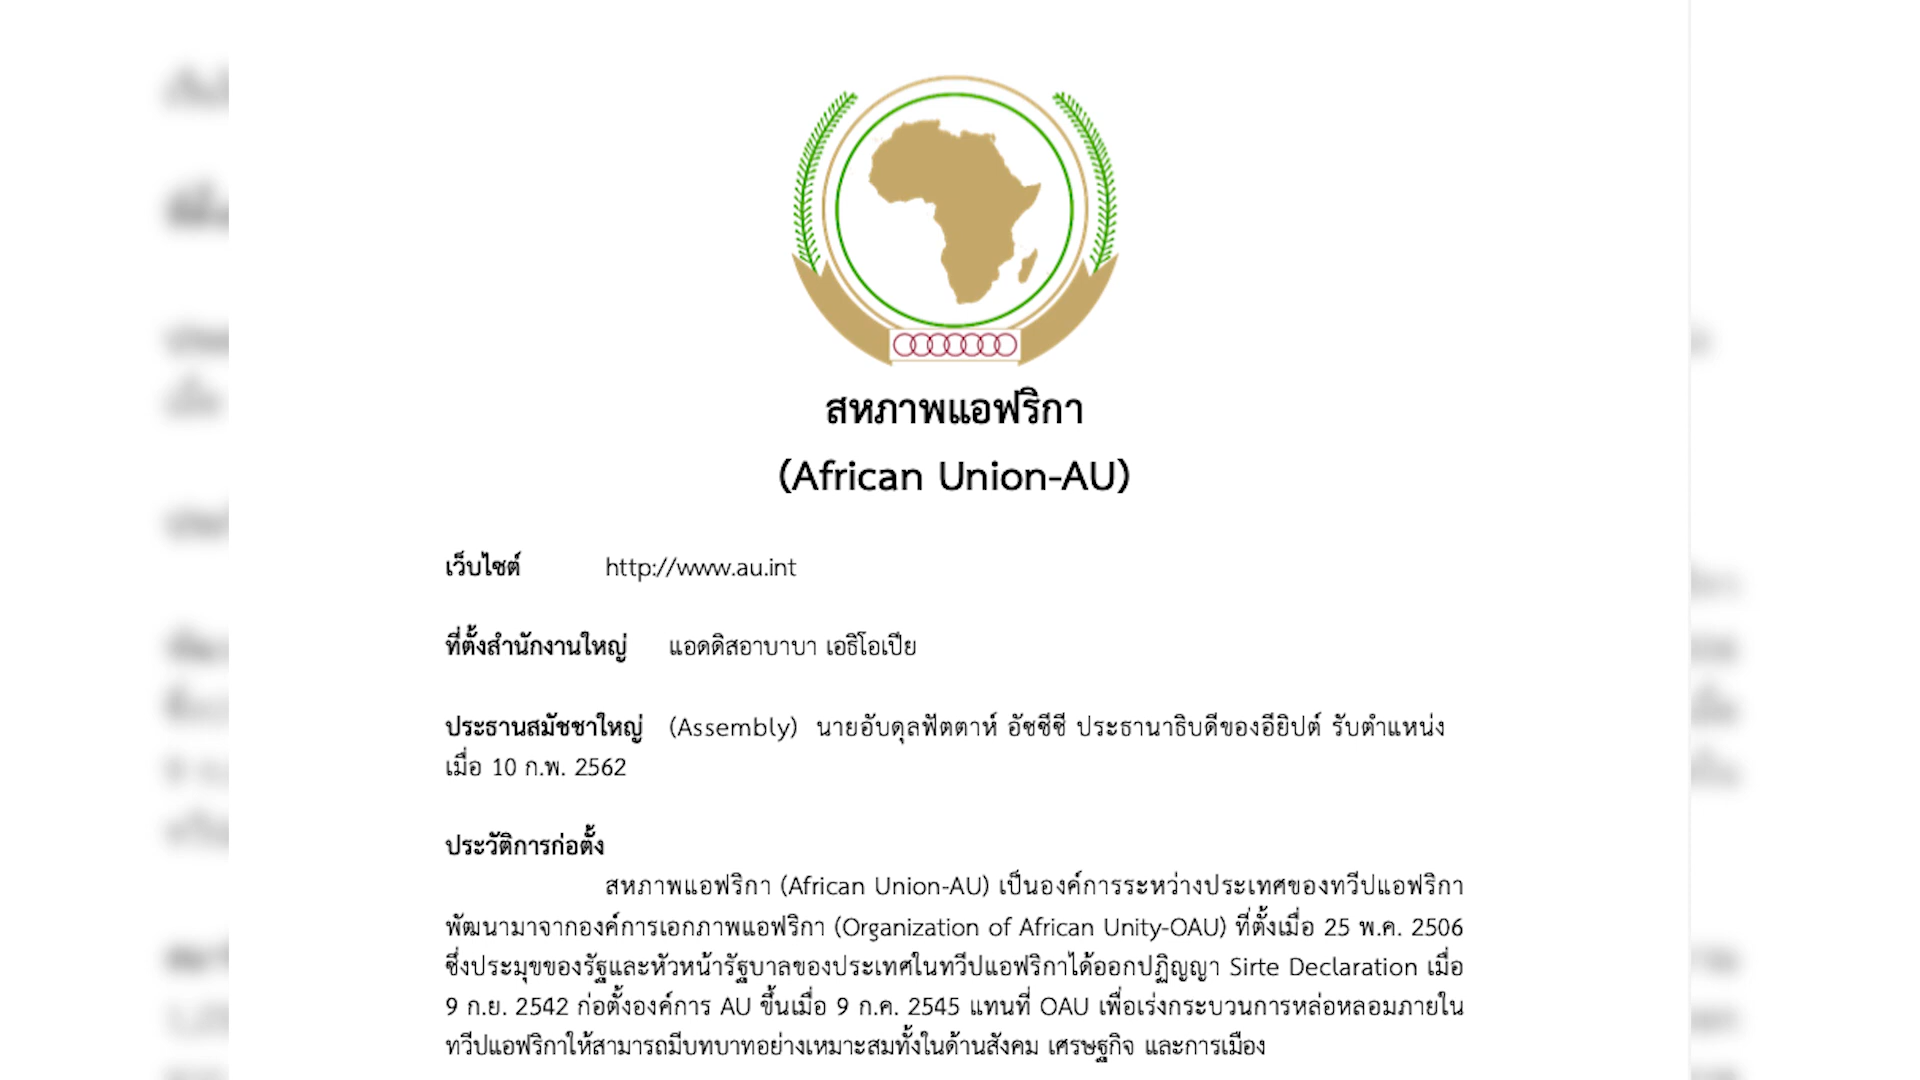 สหภาพแอฟริกา
(African Union-AU)
เว็บไซต์ http://www.au.int
ที่ตั้งสำนักงานใหญ่ แอดดิสอาบาบา เอธิโอเปีย
ประธานสมัชชาใหญ่ (Assembly) นายอับดุลฟัตตาห์ อัซซีซี ประธานาธิบดีของอียิปต์ รับตำแหน่ง
เมื่อ 10 ก.พ. 2562
ประวัติการก่อตั้ง
สหภาพแอฟริกา (African Union-AU) เป็นองค์การระหว่างประเทศของทวีปแอฟริกา
พัฒนามาจากองค์การเอกภาพแอฟริกา (Organization of African Unity-OAU) ที่ตั้งเมื่อ 25 พ.ค. 2506
ซึ่งประมุขของรัฐและหัวหน้ารัฐบาลของประเทศในทวีปแอฟริกาได้ออกปฏิญญา Sirte Declaration เมื่อ
9 ก.ย. 2542 ก่อตั้งองค์การ AU ขึ้นเมื่อ 9 ก.ค. 2545 แทนที่ OAU เพื่อเร่งกระบวนการหล่อหลอมภายใน
ทวีปแอฟริกาให้สามารถมีบทบาทอย่างเหมาะสมทั้งในด้านสังคม เศรษฐกิจ และการเมือง